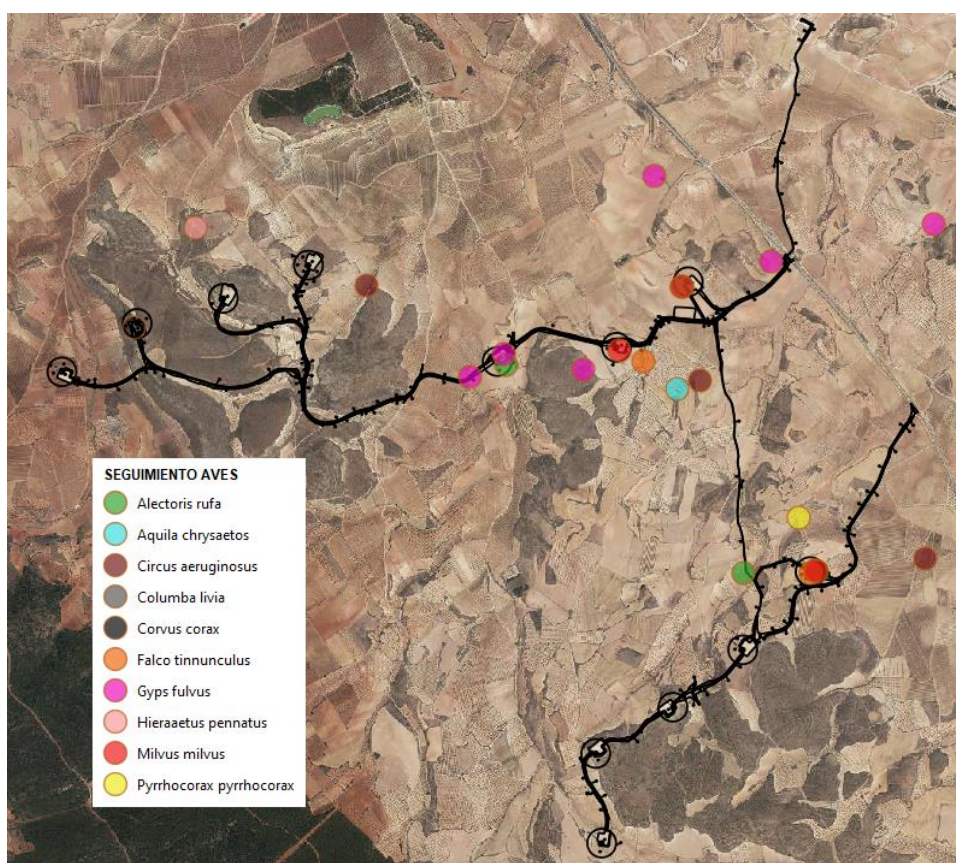 SEGUIMIENTO AVES
Alectoris rufa
Aquila chrysaetos
Circus aeruginosus
Columba livia
Corvus corax
Falco tinnunculus
Gyps fulvus
Hieraaetus pennatus
Milvus milvus
Pyrrhocorax pyrrhocorax